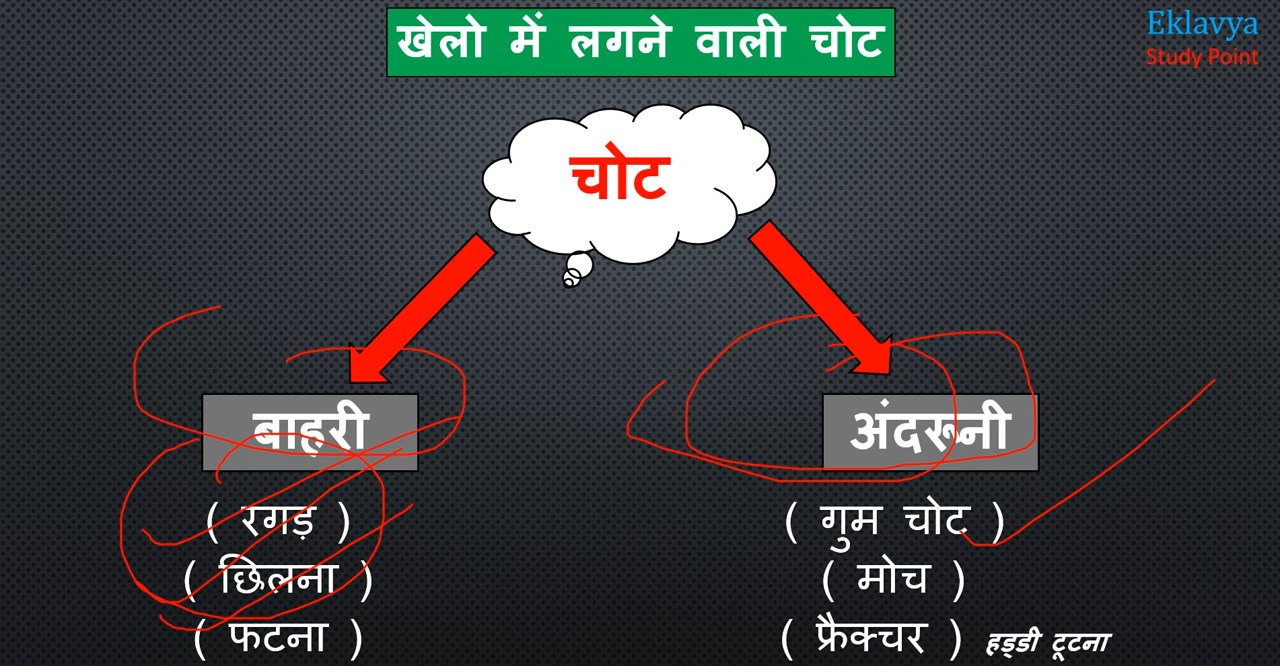 खेलो में लगने वाली चोट
Eklavya
Study Point
चोट
बाहरी
( रगड़ )
( छिलना )
( फटना )
अंदरूनी
( गुम चोट )
( मोच )
( फ्रैक्चर ) हड्डी टूटना